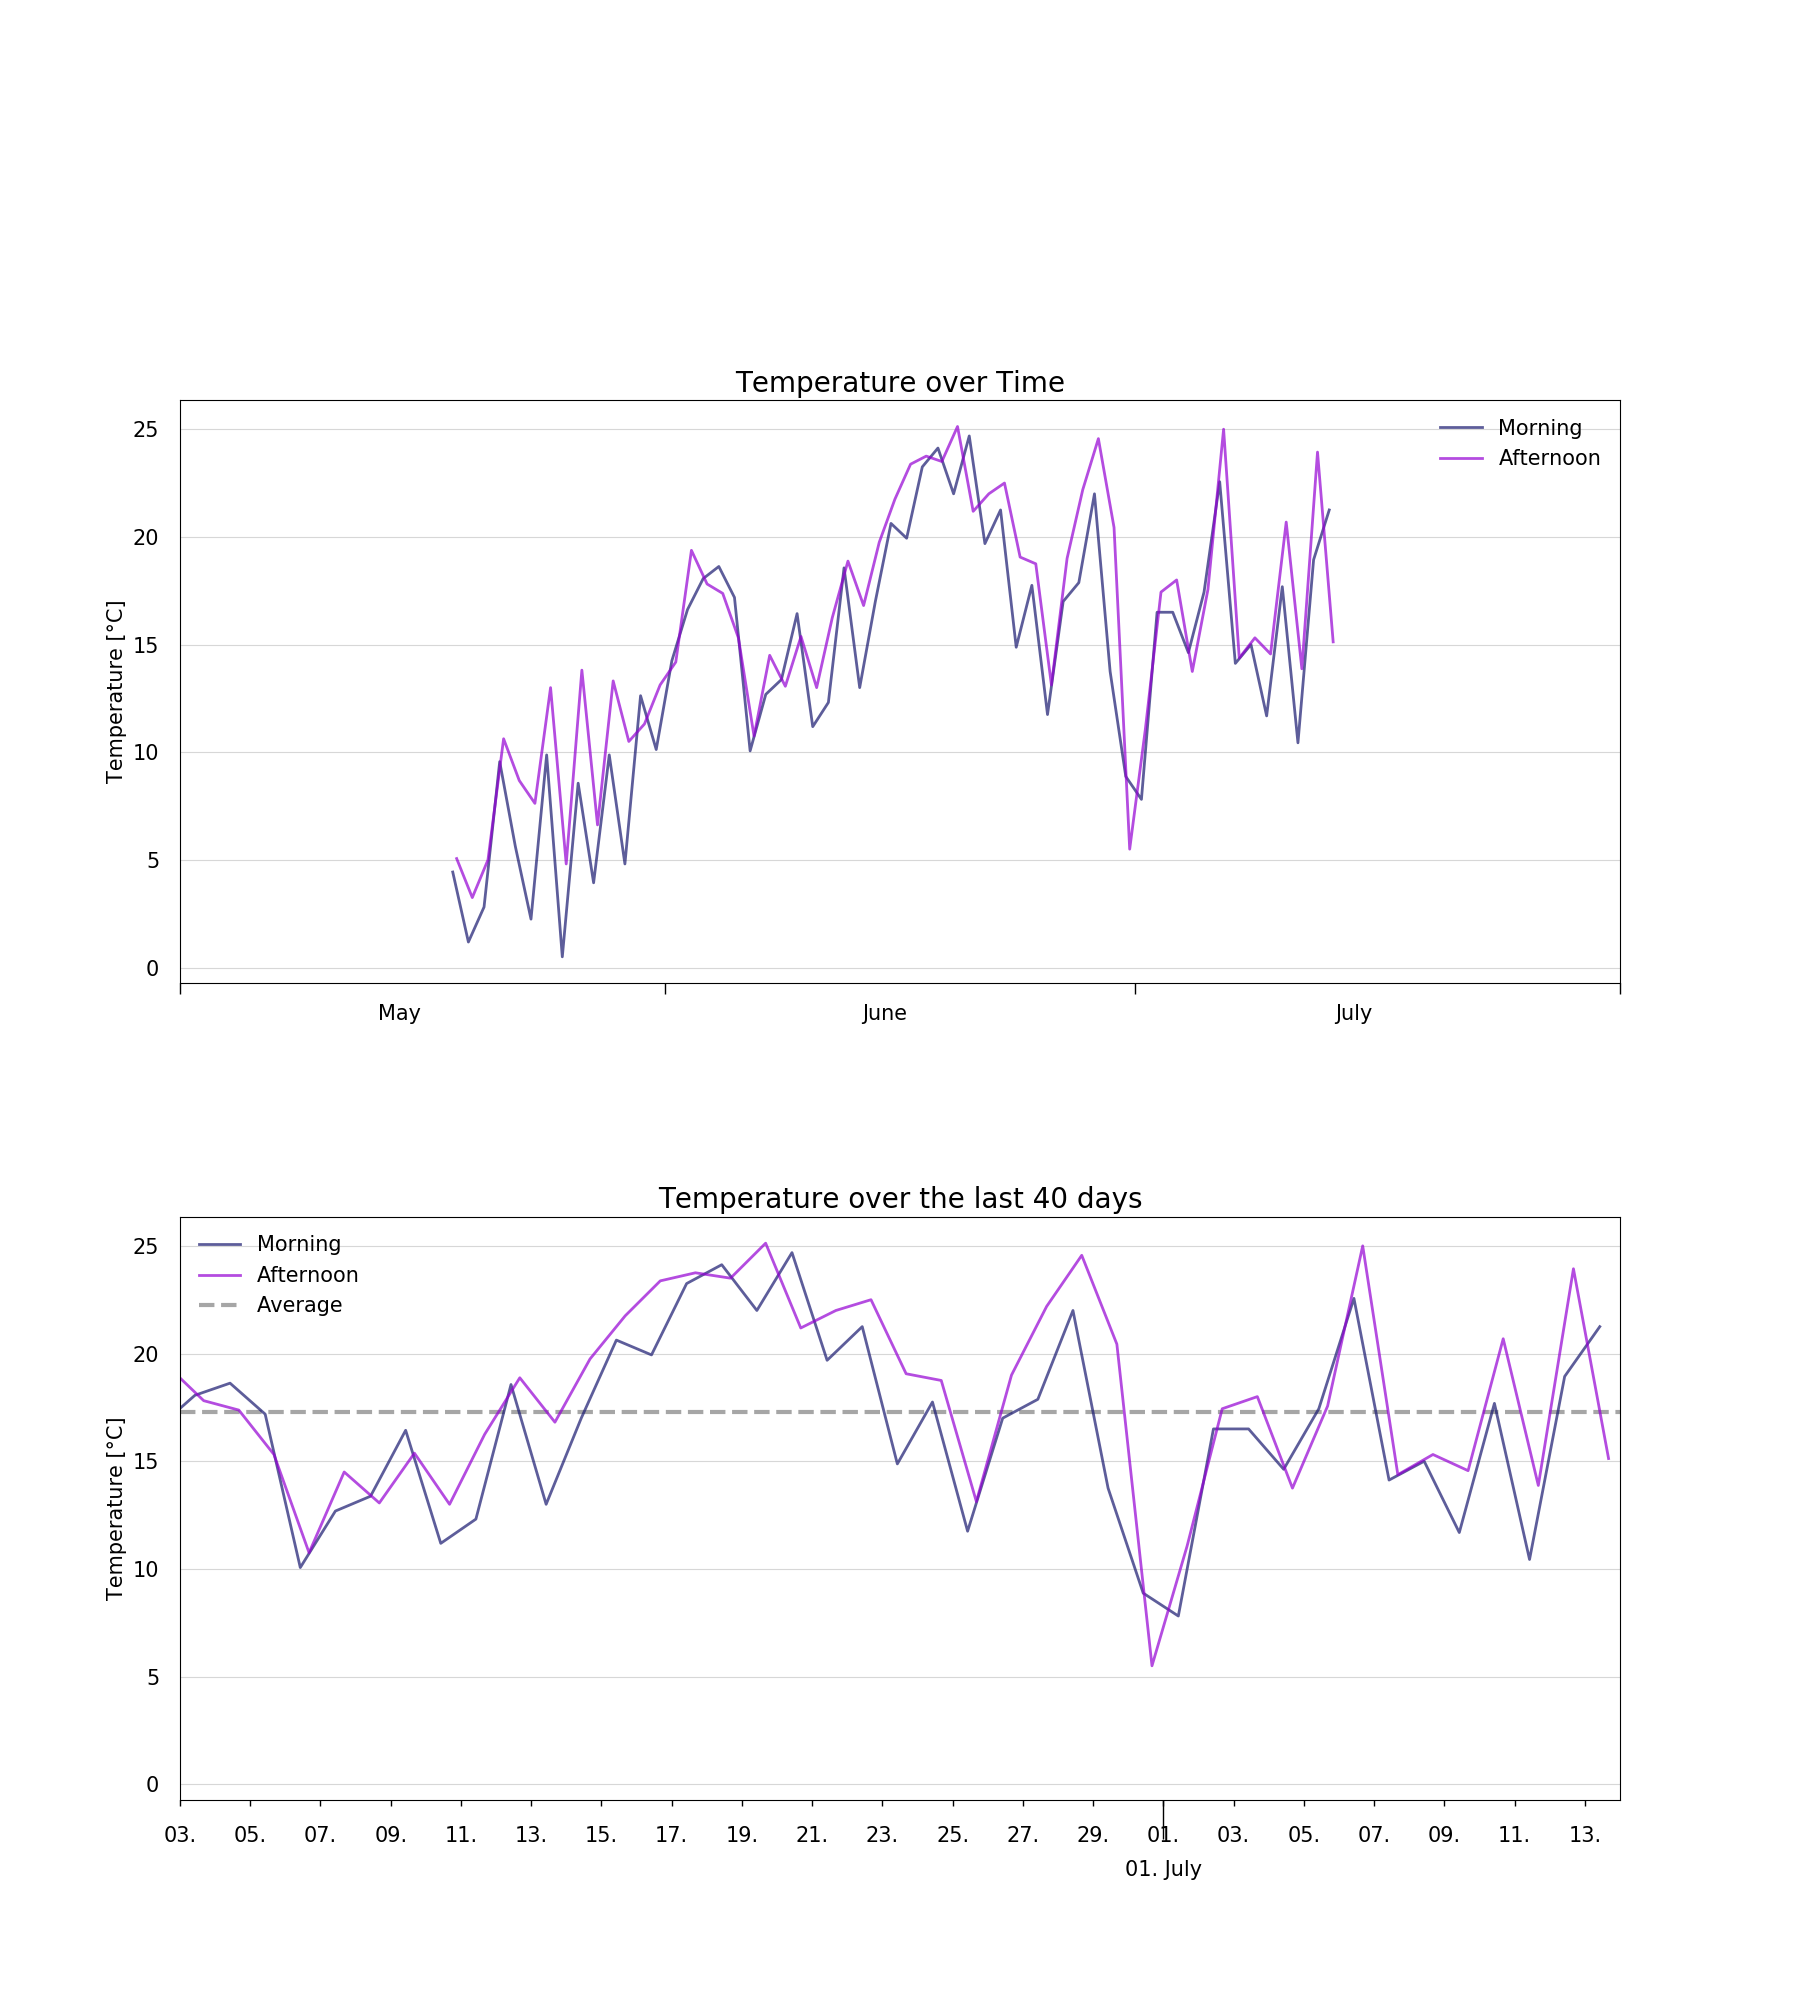 Temperature over Time
Morning
Afternoon
25
20
15
10
5
0
Temperature [°C]
May June July
Temperature over the last 40 days
Morning
Afternoon
Average
25
20
15
10
5
0
Temperature [°C]
03. 05. 07. 09. 11. 13. 15. 17. 19. 21. 23. 25. 27. 29. 01. 03. 05. 07. 09. 11. 13.
01. July